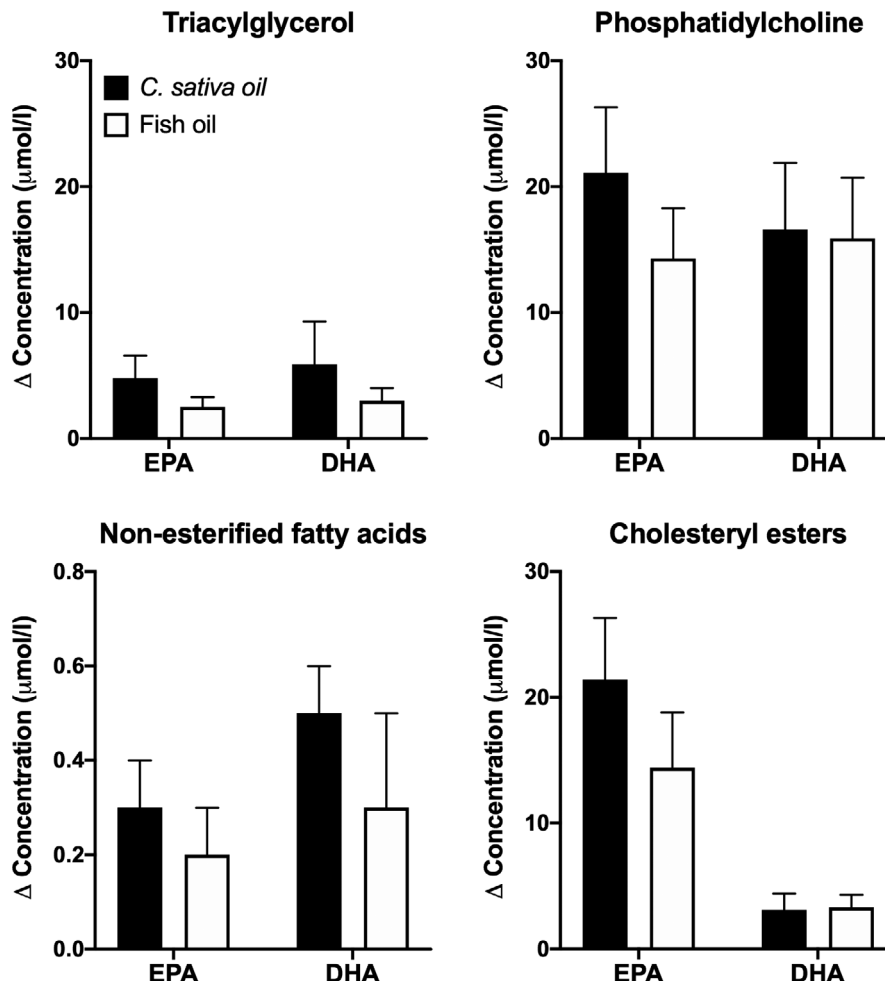 Triacylglycerol
Δ Concentration (μmol/l)
30
20
10
0
C. sativa oil
Fish oil
EPA DHA
Phosphatidylcholine
Δ Concentration (μmol/l)
30
20
10
0
EPA DHA
Non-esterified fatty acids
Δ Concentration (μmol/l)
0.8
0.6
0.4
0.2
0.0
EPA DHA
Cholesteryl esters
Δ Concentration (μmol/l)
30
20
10
0
EPA DHA